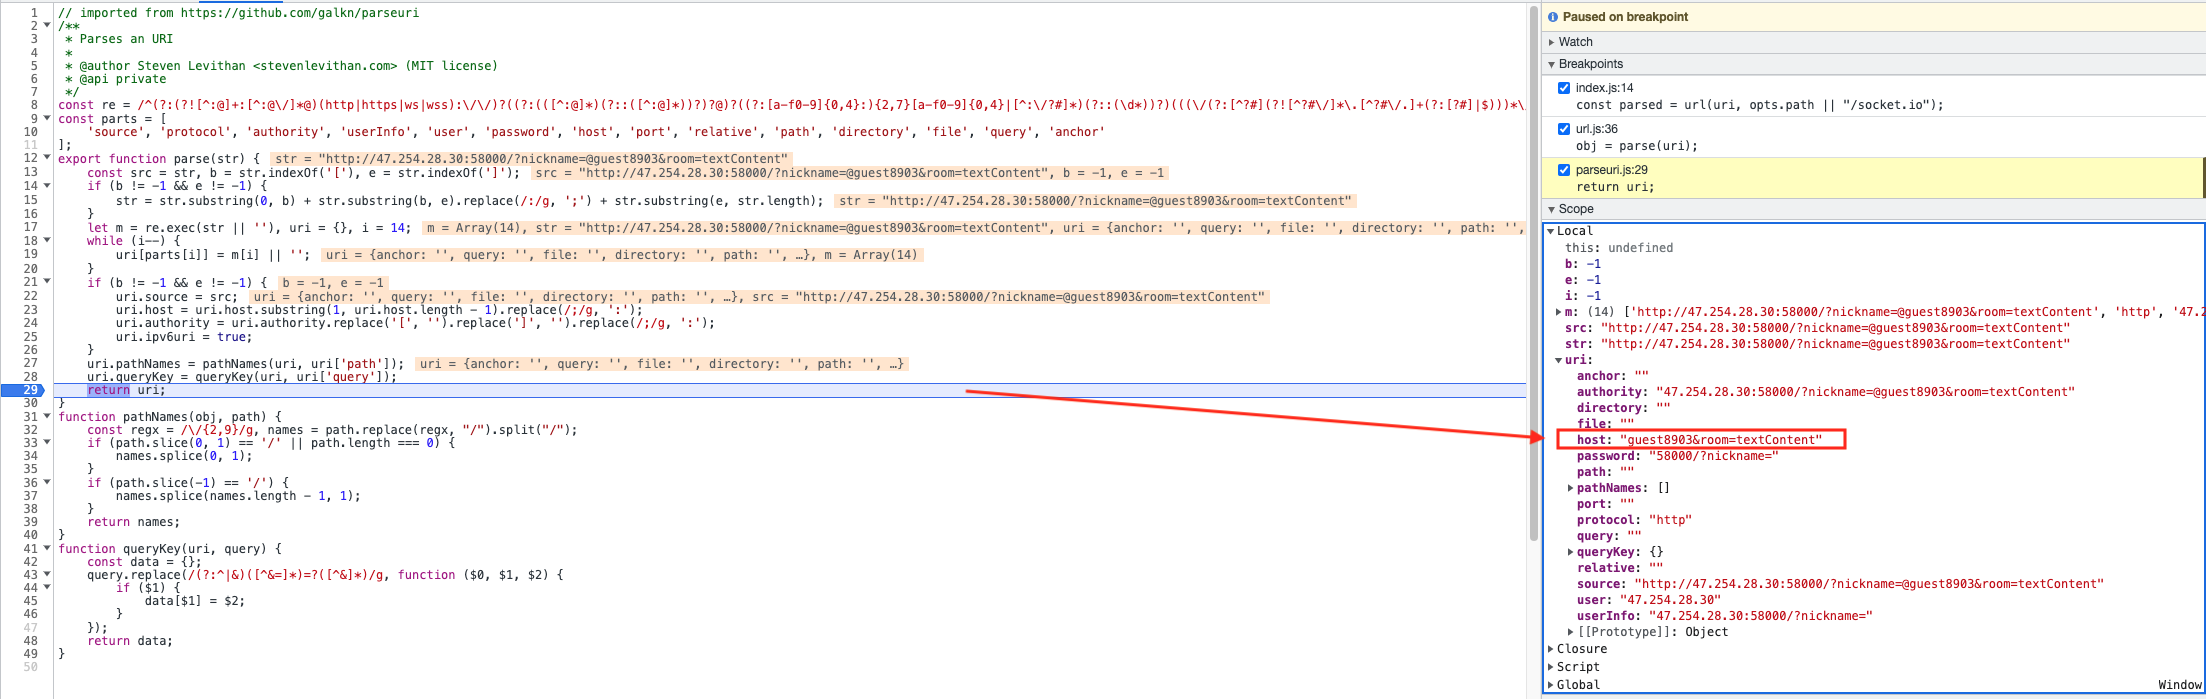 1 // imported from https://github.com/galkn/parseuri
2 /**
3  * Parses an URI
4  *
5  * @author Steven Levithan <stevenlevithan.com> (MIT license)
6  * @api private
7  */
8 const re = /^(?:(?![^:@]+:[^:@\/]*@)(http|https|ws|wss):\/\/)?((?:(([^:@]*)(?::([^:@]*))?)?@)?((?:[a-f0-9]{0,4}:){2,7}[a-f0-9]{0,4}|[^:\/?#]*)(?::(\d*))?)(((\/(?:[^?#](?![^?#\/]*\.[^?#\/.]+(?:[?#]|$)))*\
9 const parts = [
10     'source', 'protocol', 'authority', 'userInfo', 'user', 'password', 'host', 'port', 'relative', 'path', 'directory', 'file', 'query', 'anchor'
11 ];
12 export function parse(str) { str = "http://47.254.28.30:58000/?nickname=@guest8903&room=textContent"
13     const src = str, b = str.indexOf('['), e = str.indexOf(']'); src = "http://47.254.28.30:58000/?nickname=@guest8903&room=textContent", b = -1, e = -1
14     if (b != -1 && e != -1) {
15         str = str.substring(0, b) + str.substring(b, e).replace(/:/g, ';') + str.substring(e, str.length); str = "http://47.254.28.30:58000/?nickname=@guest8903&room=textContent"
16     }
17     let m = re.exec(str || ''), uri = {}, i = 14; m = Array(14), str = "http://47.254.28.30:58000/?nickname=@guest8903&room=textContent", uri = {anchor: '', query: '', file: '', directory: '', path: '',
18     while (i--) {
19         uri[parts[i]] = m[i] || ''; uri = {anchor: '', query: '', file: '', directory: '', path: '', …}, m = Array(14)
20     }
21     if (b != -1 && e != -1) { b = -1, e = -1
22         uri.source = src; uri = {anchor: '', query: '', file: '', directory: '', path: '', …}, src = "http://47.254.28.30:58000/?nickname=@guest8903&room=textContent"
23         uri.host = uri.host.substring(1, uri.host.length - 1).replace(/;/g, ':');
24         uri.authority = uri.authority.replace('[', '').replace(']', '').replace(/;/g, ':');
25         uri.ipv6uri = true;
26     }
27     uri.pathNames = pathNames(uri, uri['path']); uri = {anchor: '', query: '', file: '', directory: '', path: '', …}
28     uri.queryKey = queryKey(uri, uri['query']);
29     return uri;
30 }
31 function pathNames(obj, path) {
32     const regx = /\/{2,9}/g, names = path.replace(regx, "/").split("/");
33     if (path.slice(0, 1) == '/' || path.length === 0) {
34         names.splice(0, 1);
35     }
36     if (path.slice(-1) == '/') {
37         names.splice(names.length - 1, 1);
38     }
39     return names;
40 }
41 function queryKey(uri, query) {
42     const data = {};
43     query.replace(/(?:^|&)([^&=]*)=?([^&]*)/g, function ($0, $1, $2) {
44         if ($1) {
45             data[$1] = $2;
46         }
47     });
48     return data;
49 }
50
Paused on breakpoint
Watch
Breakpoints
index.js:14
const parsed = url(uri, opts.path || "/socket.io");
url.js:36
obj = parse(uri);
parseuri.js:29
return uri;
Scope
Local
this: undefined
b: -1
e: -1
i: -1
m: (14) ['http://47.254.28.30:58000/?nickname=@guest8903&room=textContent', 'http', '47.2
src: "http://47.254.28.30:58000/?nickname=@guest8903&room=textContent"
str: "http://47.254.28.30:58000/?nickname=@guest8903&room=textContent"
uri:
anchor: ""
authority: "47.254.28.30:58000/?nickname=@guest8903&room=textContent"
directory: ""
file: ""
host: "guest8903&room=textContent"
password: "58000/?nickname="
path: ""
pathNames: []
port: ""
protocol: "http"
query: ""
queryKey: {}
relative: ""
source: "http://47.254.28.30:58000/?nickname=@guest8903&room=textContent"
user: "47.254.28.30"
userInfo: "47.254.28.30:58000/?nickname="
[[Prototype]]: Object
Closure
Script
Global Window